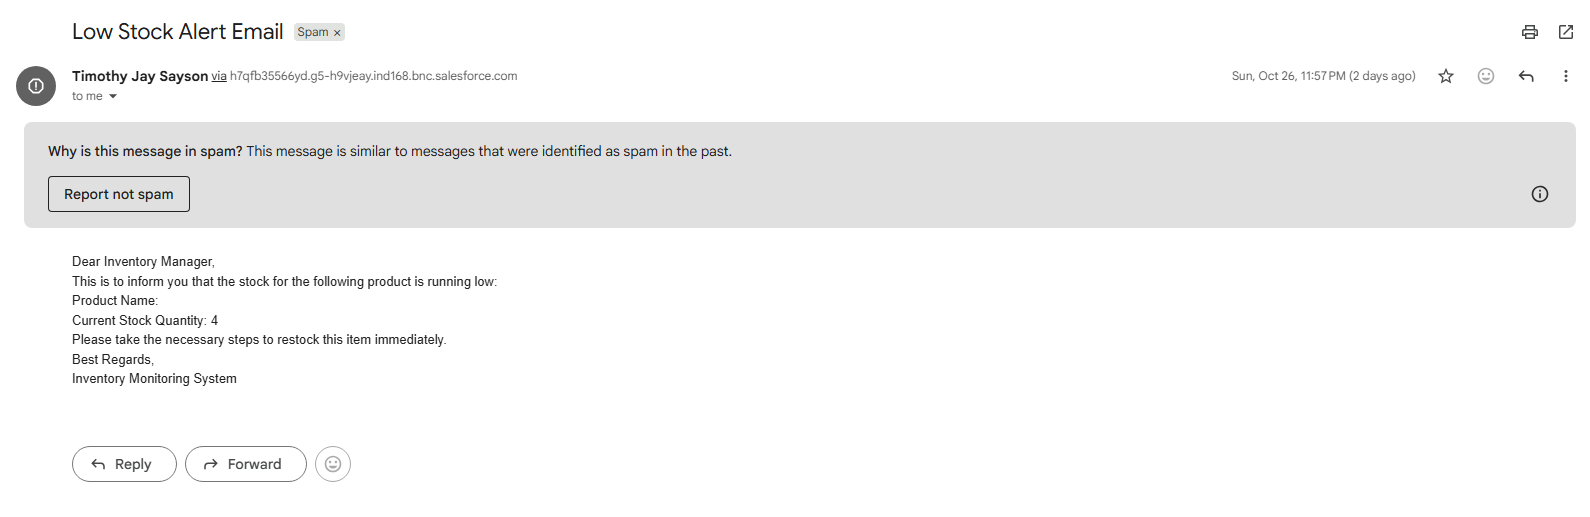 Low Stock Alert Email Spam x
Timothy Jay Sayson via h7qfb35566yd.g5-h9vjeay.ind168.bnc.salesforce.com Sun, Oct 26, 11:57 PM (2 days ago)
to me
Why is this message in spam? This message is similar to messages that were identified as spam in the past.
Report not spam
Dear Inventory Manager,
This is to inform you that the stock for the following product is running low:
Product Name:
Current Stock Quantity: 4
Please take the necessary steps to restock this item immediately.
Best Regards,
Inventory Monitoring System
Reply Forward